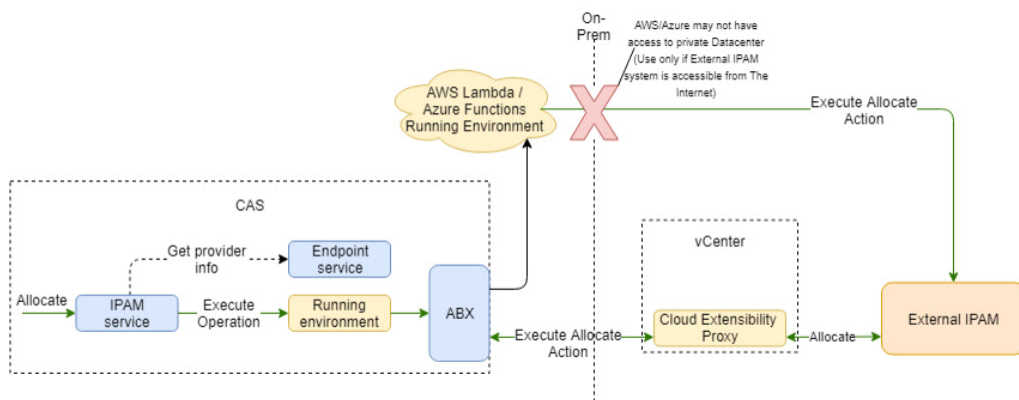 On-
Prem
AWS/Azure may not have
access to private Datacenter
(Use only if External IPAM
system is accessible from The
Internet)
AWS Lambda /
Azure Functions
Running Environment
Execute Allocate
Action
CAS
vCenter
Get provider
info
Endpoint
service
Allocate
IPAM
service
Execute
Operation
Running
environment
ABX
Execute Allocate
Action
Cloud Extensibility
Proxy
Allocate
External IPAM